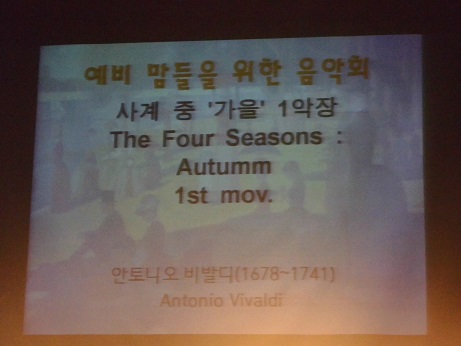 예비 맘들을 위한 음악회
사계 중 '가을' 1악장
The Four Seasons :
Autumm
1st mov.
안토니오 비발디(1678~1741)
Antonio Vivaldi